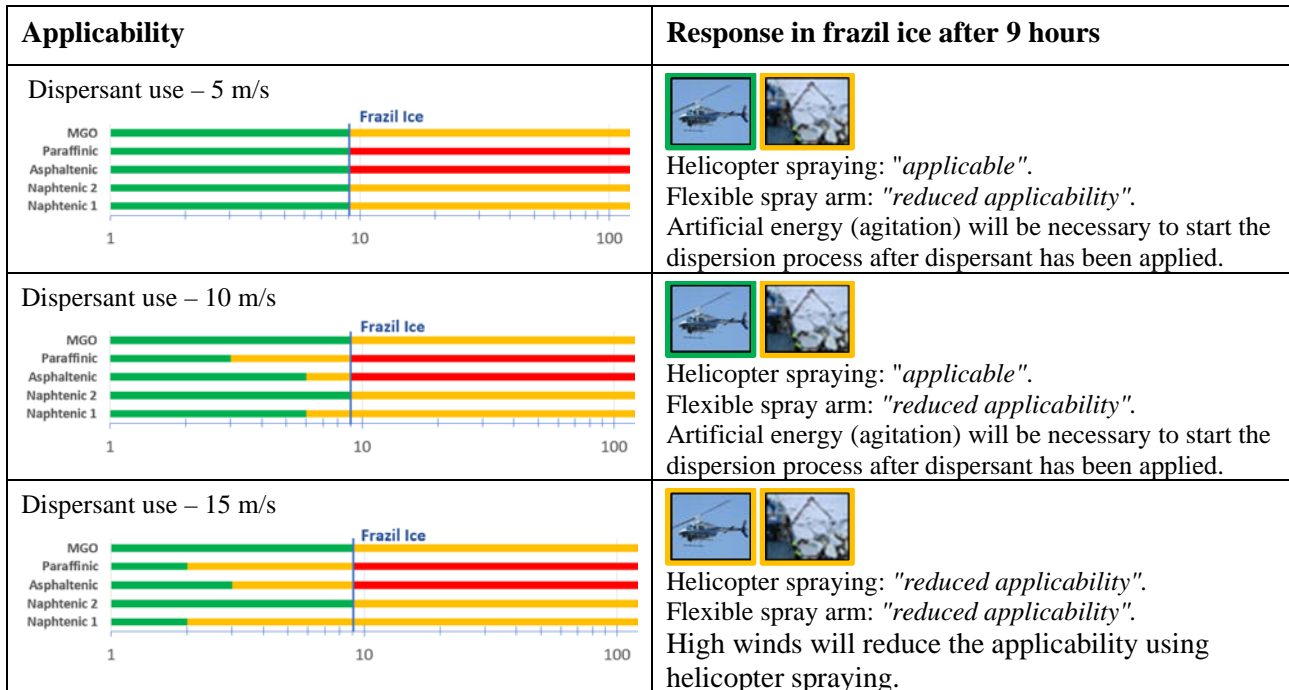 Applicability
Response in frazil ice after 9 hours
Dispersant use – 5 m/s
Frazil Ice
MGO
Paraffinic
Asphaltenic
Naphtenic 2
Naphtenic 1
1 10 100
Helicopter spraying: "applicable".
Flexible spray arm: "reduced applicability".
Artificial energy (agitation) will be necessary to start the
dispersion process after dispersant has been applied.
Dispersant use – 10 m/s
Frazil Ice
MGO
Paraffinic
Asphaltenic
Naphtenic 2
Naphtenic 1
1 10 100
Helicopter spraying: "applicable".
Flexible spray arm: "reduced applicability".
Artificial energy (agitation) will be necessary to start the
dispersion process after dispersant has been applied.
Dispersant use – 15 m/s
Frazil Ice
MGO
Paraffinic
Asphaltenic
Naphtenic 2
Naphtenic 1
1 10 100
Helicopter spraying: "reduced applicability".
Flexible spray arm: "reduced applicability".
High winds will reduce the applicability using
helicopter spraying.